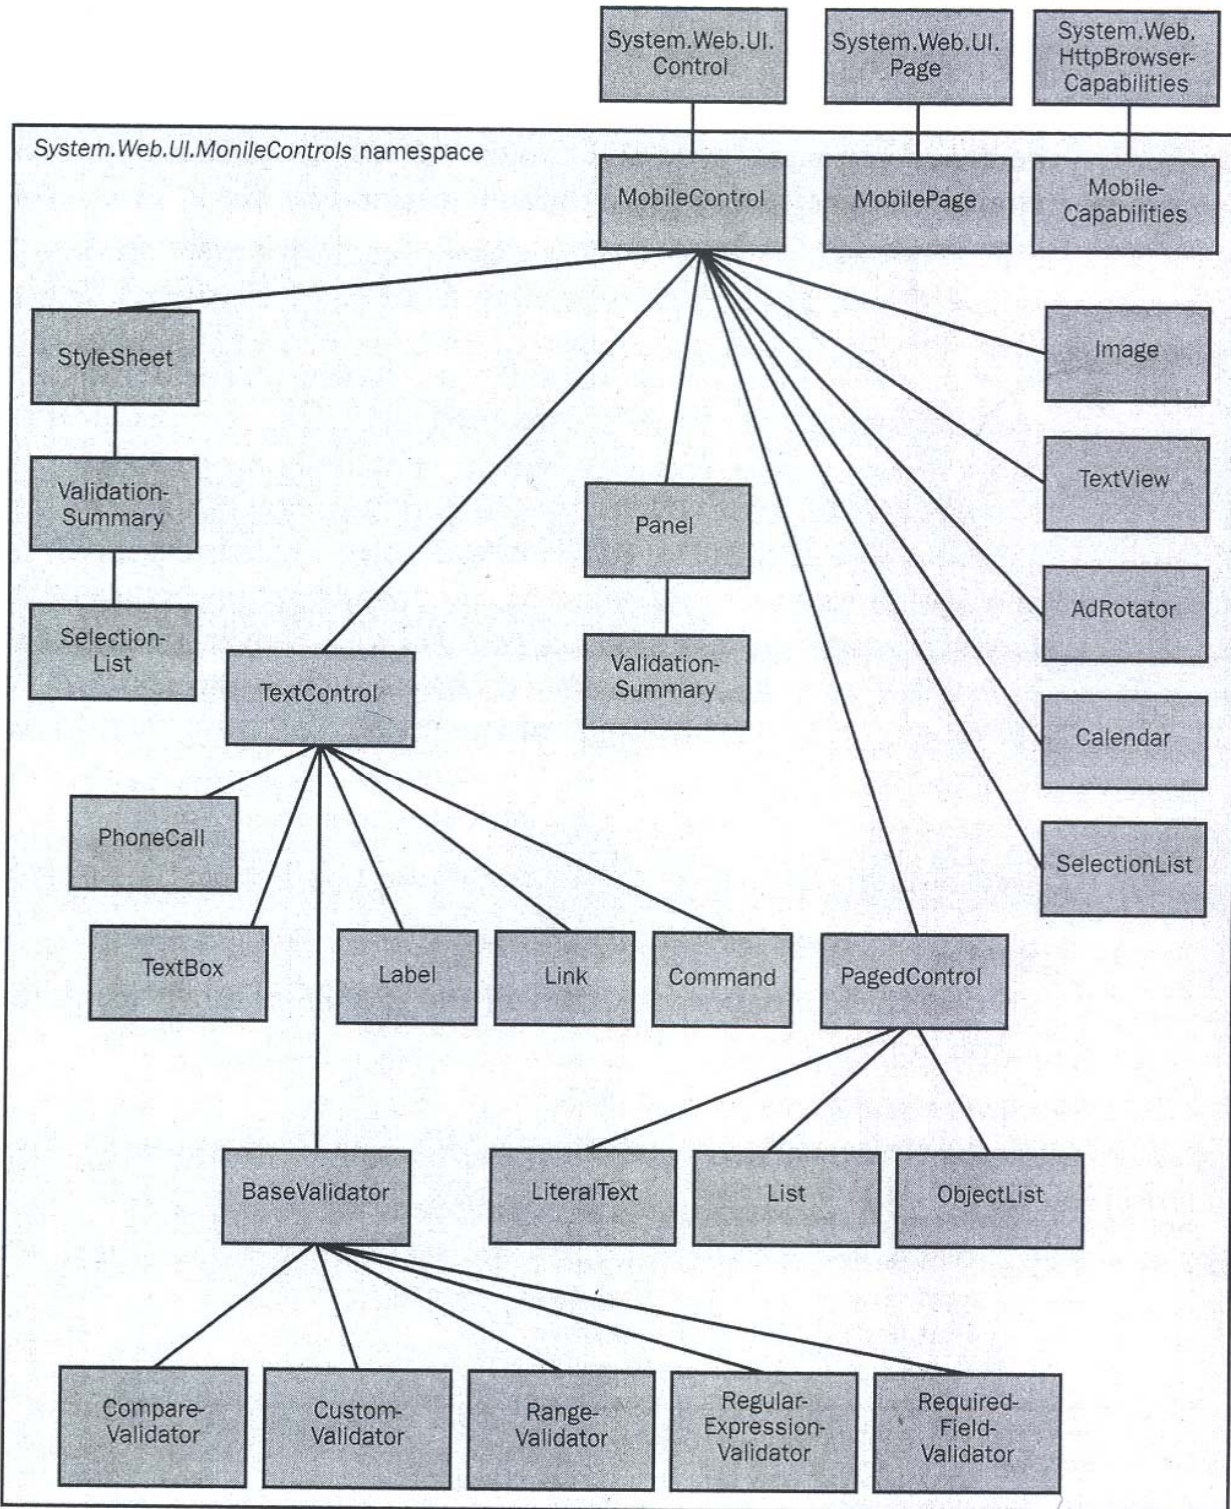 System.Web.UI.
Control
System.Web.UI.
Page
System.Web.
HttpBrowser-
Capabilities
System.Web.UI.MonileControls namespace
MobileControl
MobilePage
Mobile-
Capabilities
StyleSheet
Image
Validation-
Summary
Panel
TextView
Selection-
List
TextControl
Validation-
Summary
AdRotator
Calendar
PhoneCall
SelectionList
TextBox
Label
Link
Command
PagedControl
BaseValidator
LiteralText
List
ObjectList
Compare-
Validator
Custom-
Validator
Range-
Validator
Regular-
Expression-
Validator
Required-
Field-
Validator